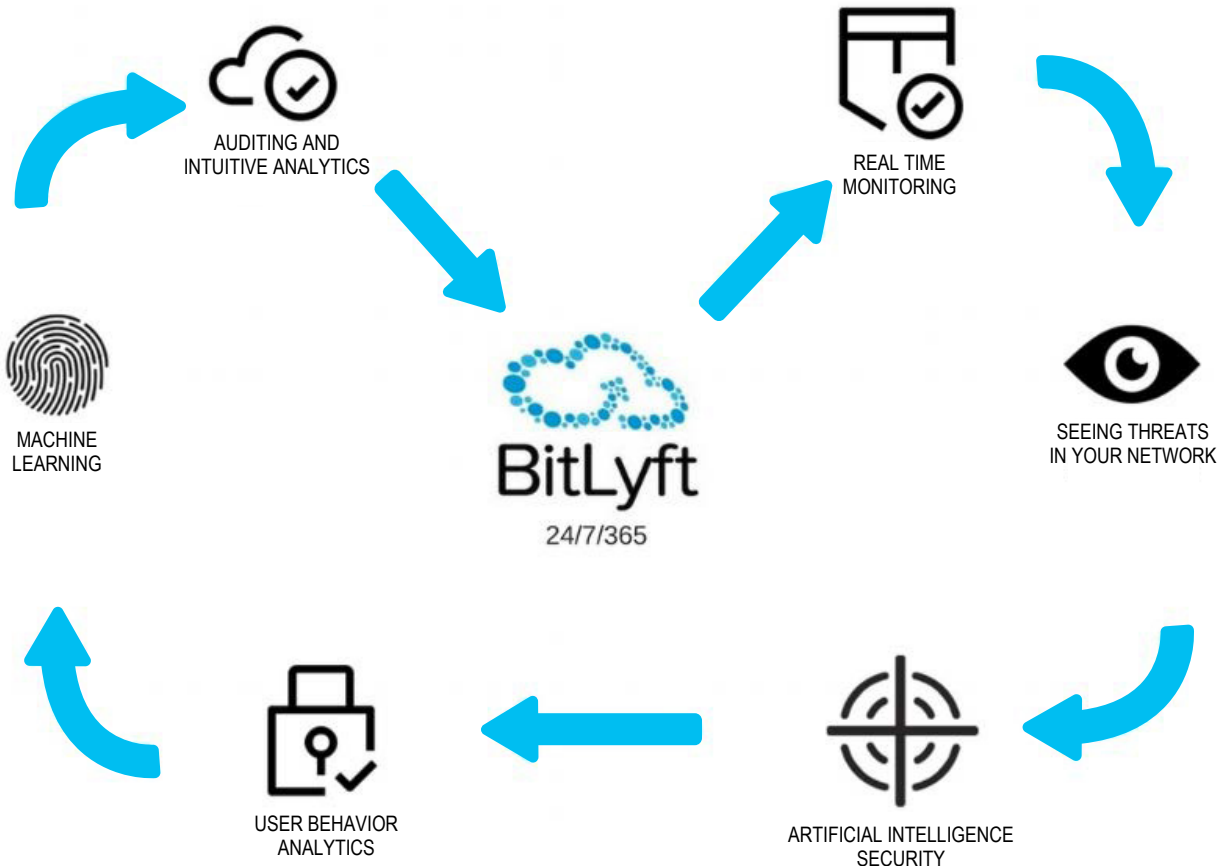 AUDITING AND
INTUITIVE ANALYTICS
REAL TIME
MONITORING
MACHINE
LEARNING
SEEING THREATS
IN YOUR NETWORK
BitLyft
24/7/365
USER BEHAVIOR
ANALYTICS
ARTIFICIAL INTELLIGENCE
SECURITY